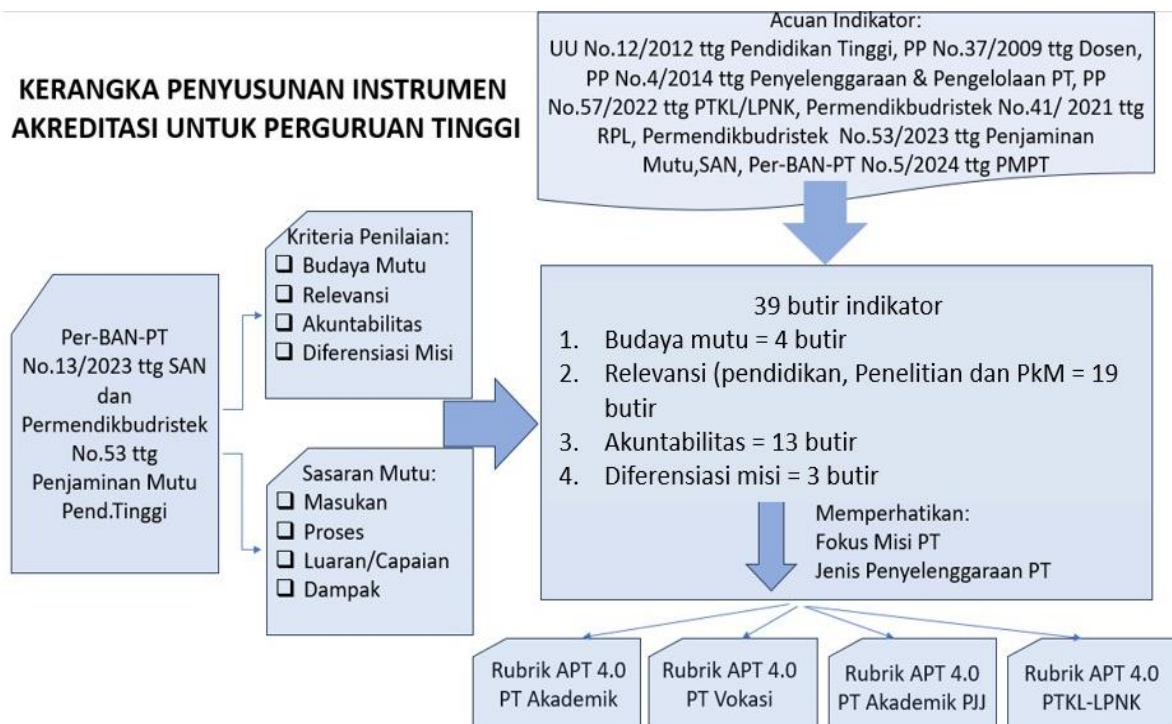 KERANGKA PENYUSUNAN INSTRUMEN
AKREDITASI UNTUK PERGURUAN TINGGI
Acuan Indikator:
UU No.12/2012 ttg Pendidikan Tinggi, PP No.37/2009 ttg Dosen,
PP No.4/2014 ttg Penyelenggaraan & Pengelolaan PT, PP
No.57/2022 ttg PTKL/LPNK, Permendikbudristek No.41/ 2021 ttg
RPL, Permendikbudristek No.53/2023 ttg Penjaminan
Mutu,SAN, Per-BAN-PT No.5/2024 ttg PMPT
Per-BAN-PT
No.13/2023 ttg SAN
dan
Permendikbudristek
No.53 ttg
Penjaminan Mutu
Pend.Tinggi
Kriteria Penilaian:
❑ Budaya Mutu
❑ Relevansi
❑ Akuntabilitas
❑ Diferensiasi Misi
Sasaran Mutu:
❑ Masukan
❑ Proses
❑ Luaran/Capaian
❑ Dampak
39 butir indikator
1. Budaya mutu = 4 butir
2. Relevansi (pendidikan, Penelitian dan PkM = 19
butir
3. Akuntabilitas = 13 butir
4. Diferensiasi misi = 3 butir
Memperhatikan:
Fokus Misi PT
Jenis Penyelenggaraan PT
Rubrik APT 4.0
PT Akademik
Rubrik APT 4.0
PT Vokasi
Rubrik APT 4.0
PT Akademik PJJ
Rubrik APT 4.0
PTKL-LPNK